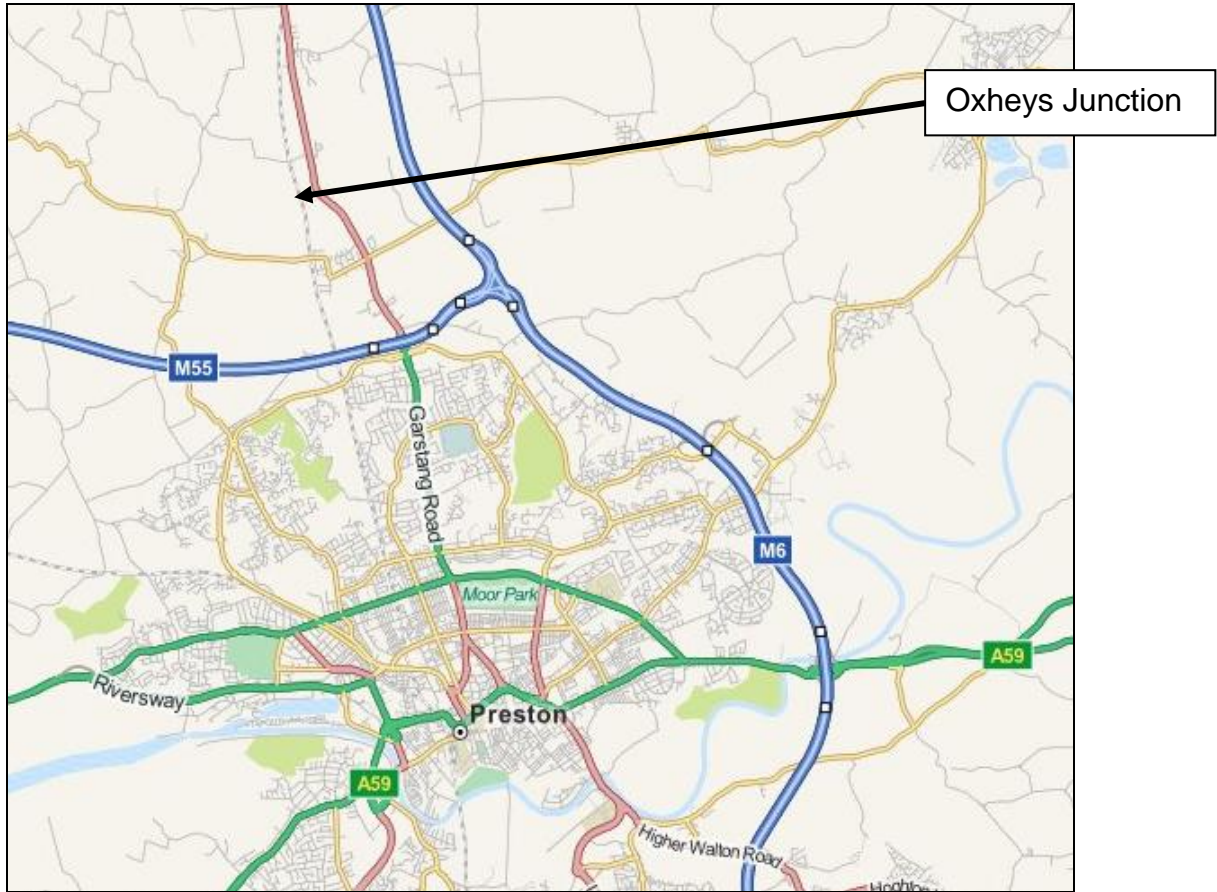 Oxheys Junction
M55
Garstang Road
M6
Moor Park
A59
Riversway
Preston
A59
Higher Walton Road